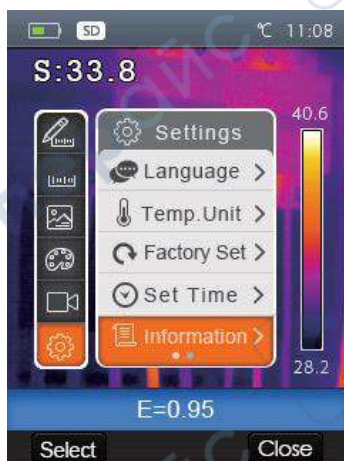 SD ℃ 11:08
S:33.8
40.6
Settings
Language
Temp.Unit
Factory Set
Set Time
Information
28.2
E=0.95
Select Close